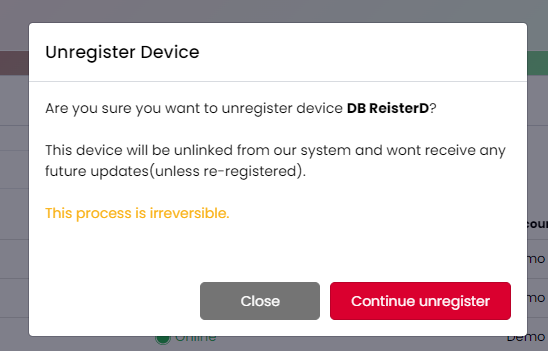 Unregister Device
Are you sure you want to unregister device DB ReisterD?
This device will be unlinked from our system and wont receive any
future updates(unless re-registered).
This process is irreversible.
Close
Continue unregister
Online
Demo